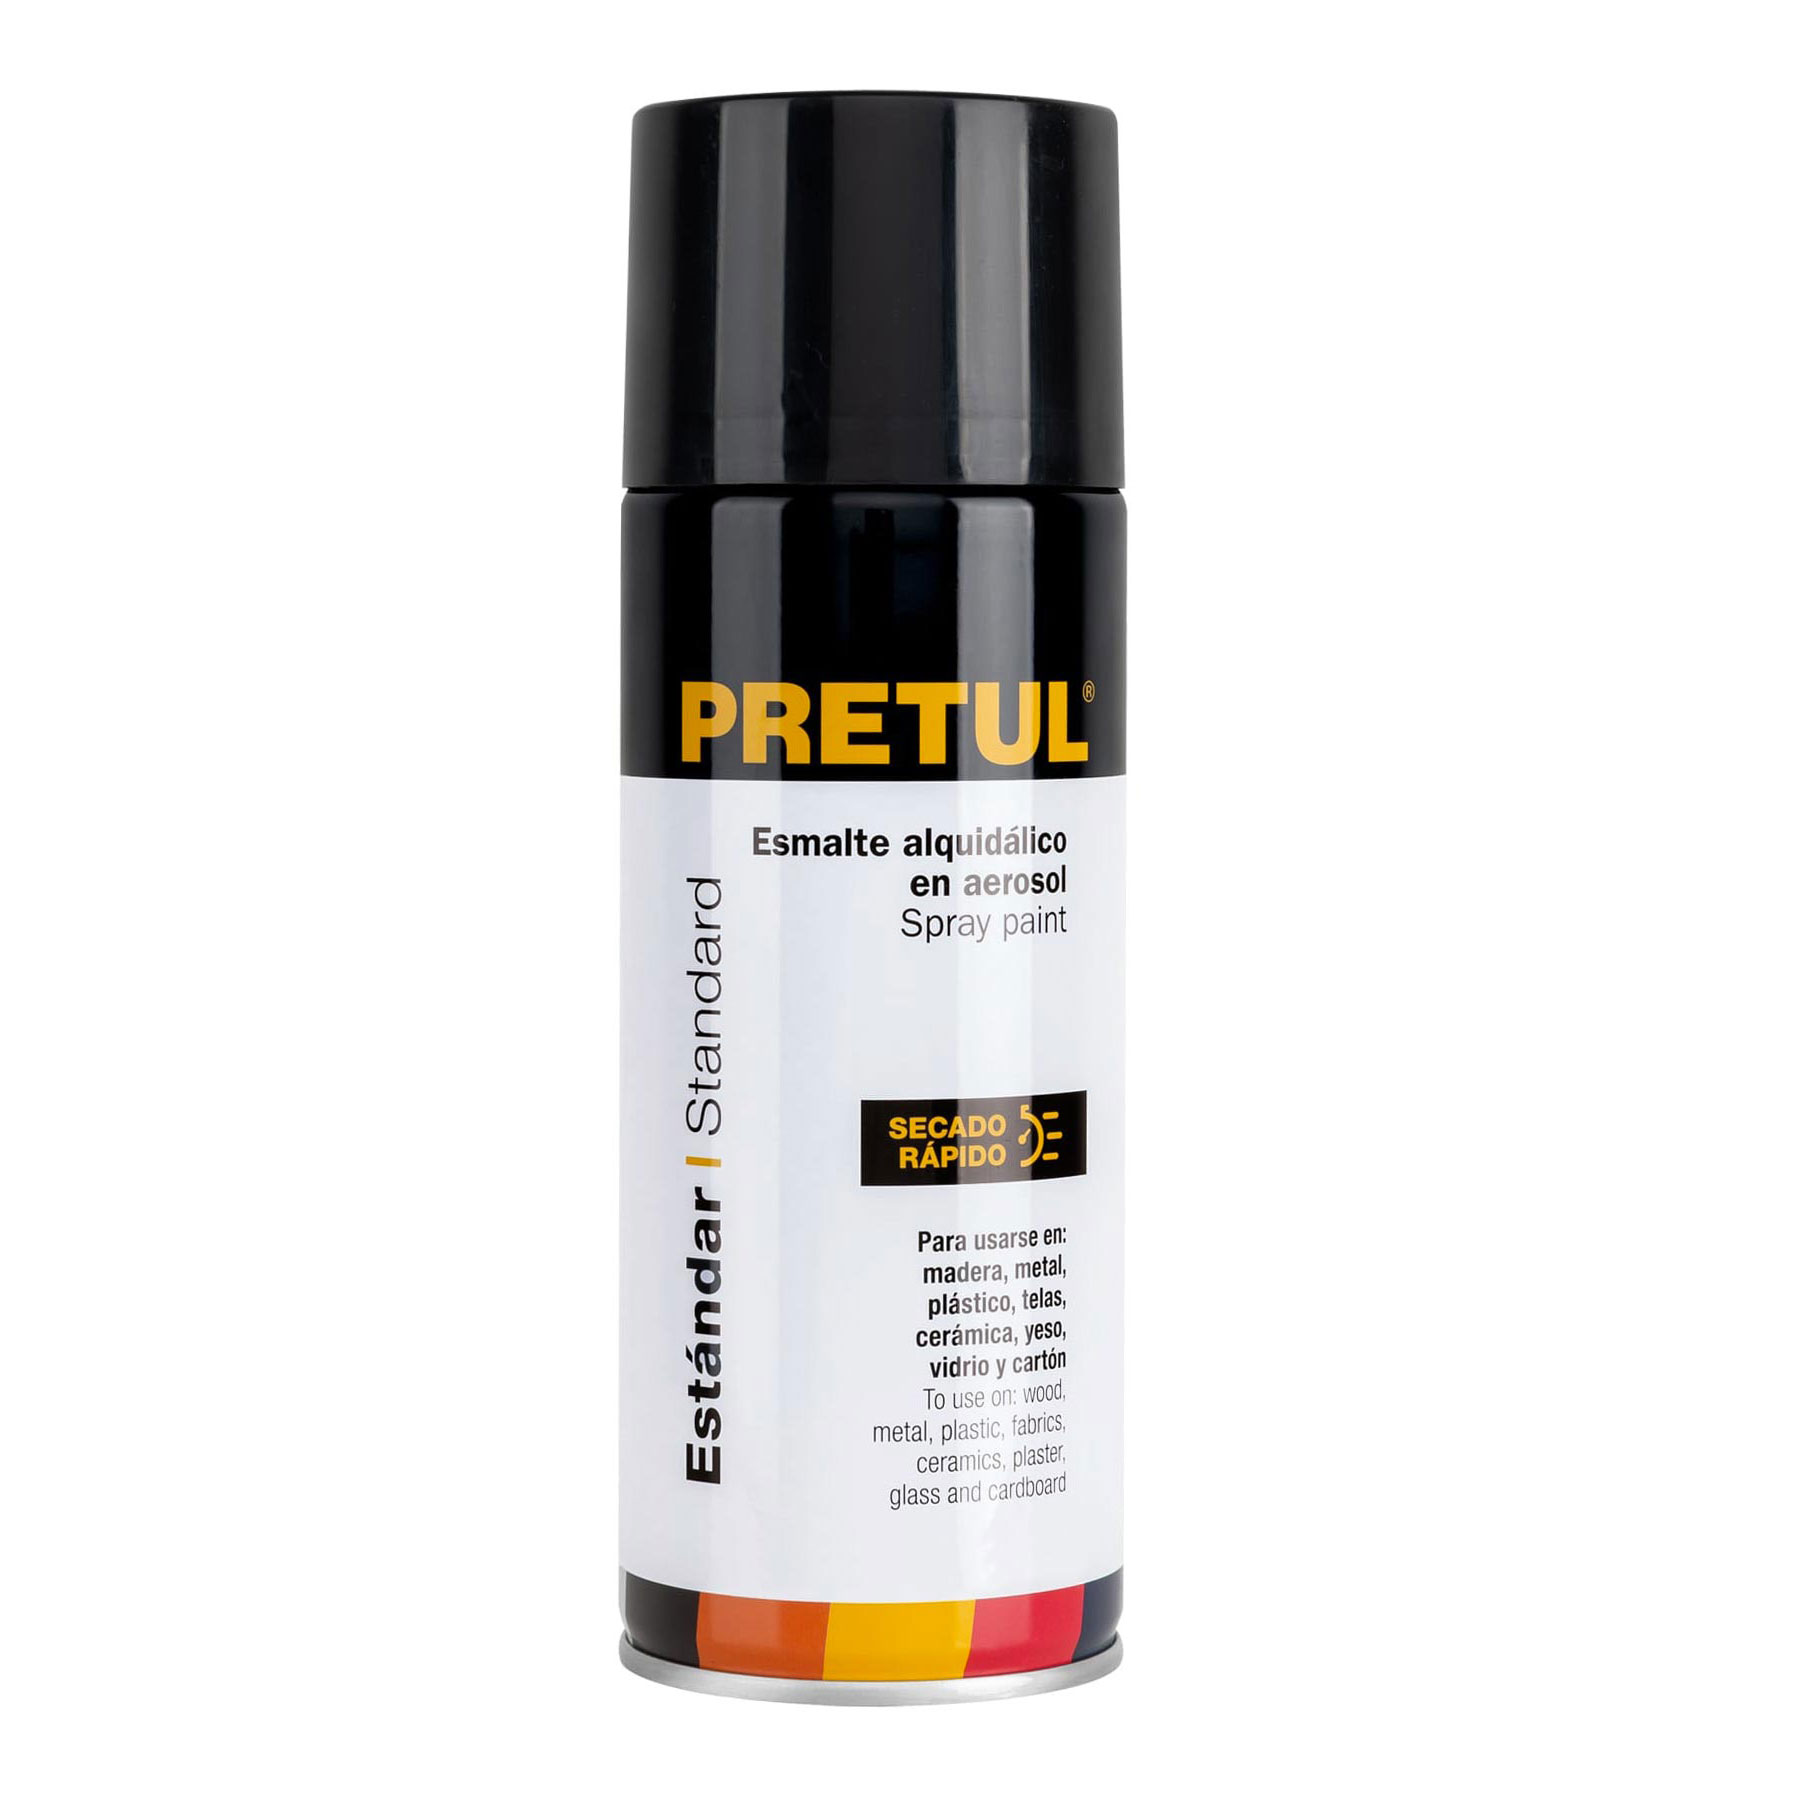 PRETUL®
Esmalte alquidálico
en aerosol
Spray paint
Estándar | Standard
SECADO
RÁPIDO
Para usarse en:
madera, metal,
plástico, telas,
cerámica, yeso,
vidrio y cartón
To use on: wood,
metal, plastic, fabrics,
ceramics, plaster,
glass and cardboard